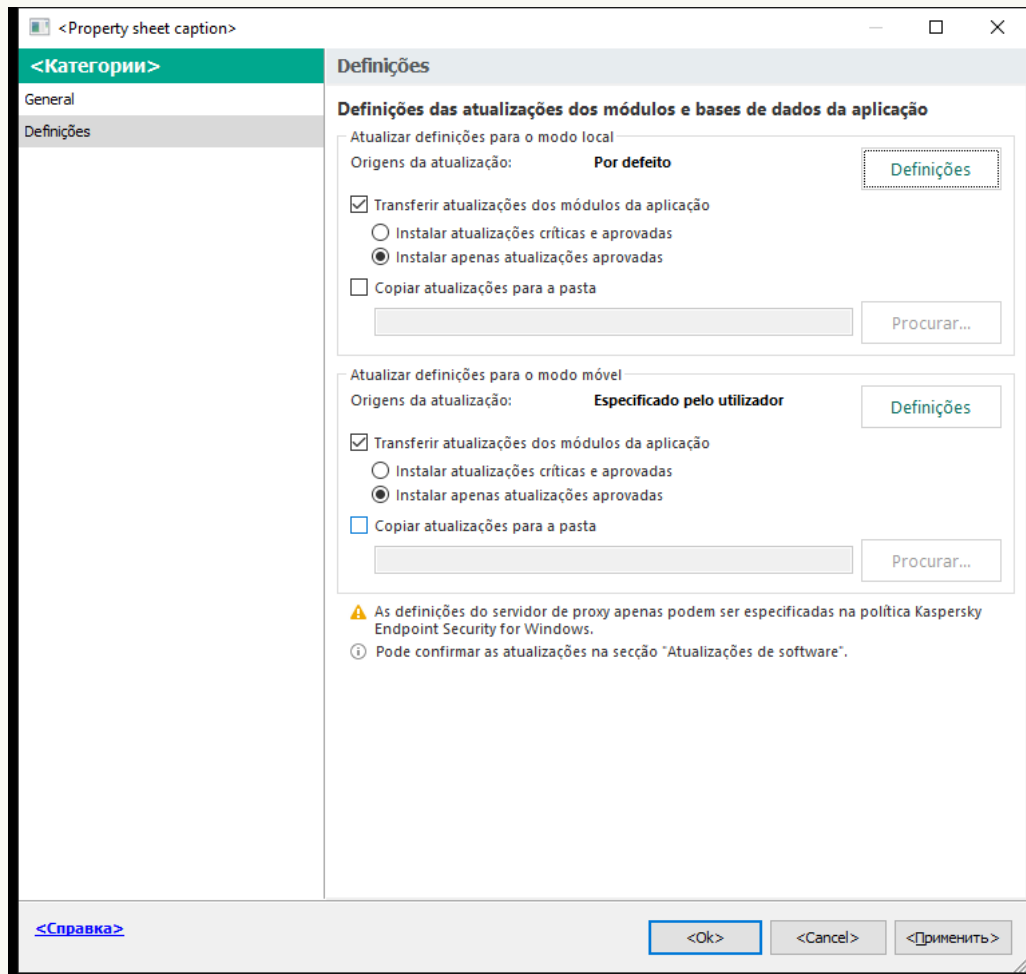 <Property sheet caption>
<Категории>
General
Definições
Definições
Definições das atualizações dos módulos e bases de dados da aplicação
Atualizar definições para o modo local
Origens da atualização: Por defeito Definições
Transferir atualizações dos módulos da aplicação
Instalar atualizações críticas e aprovadas
Instalar apenas atualizações aprovadas
Copiar atualizações para a pasta
Procurar...
Atualizar definições para o modo móvel
Origens da atualização: Especificado pelo utilizador Definições
Transferir atualizações dos módulos da aplicação
Instalar atualizações críticas e aprovadas
Instalar apenas atualizações aprovadas
Copiar atualizações para a pasta
Procurar...
As definições do servidor de proxy apenas podem ser especificadas na política Kaspersky
Endpoint Security for Windows.
Pode confirmar as atualizações na secção "Atualizações de software".
<Справка>
<Ok> <Cancel> <Применить>